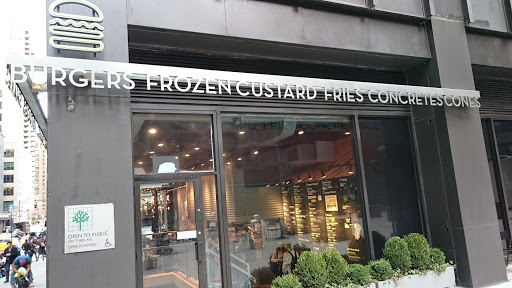 BURGERS FROZEN CUSTARD FRIES CONCRETES CONES
OPEN TO PUBLIC